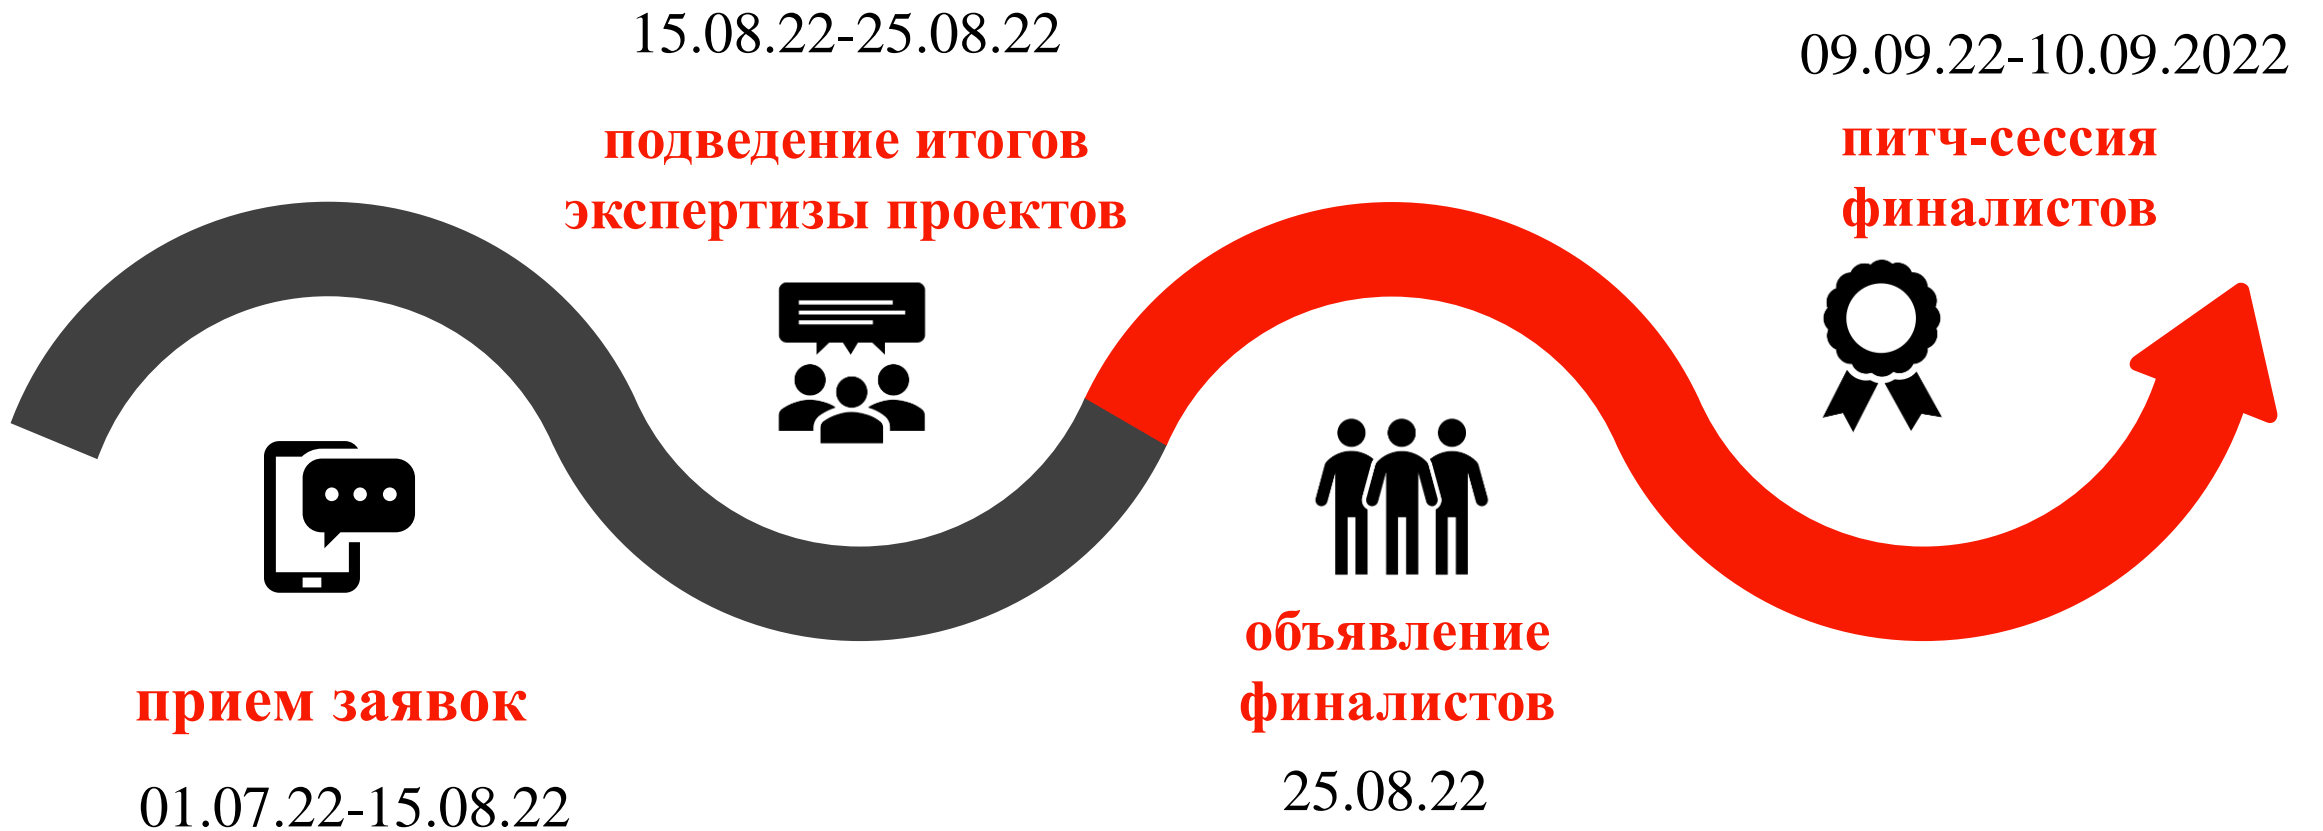 прием заявок
01.07.22-15.08.22
15.08.22-25.08.22
подведение итогов
экспертизы проектов
объявление
финалистов
25.08.22
09.09.22-10.09.2022
питч-сессия
финалистов